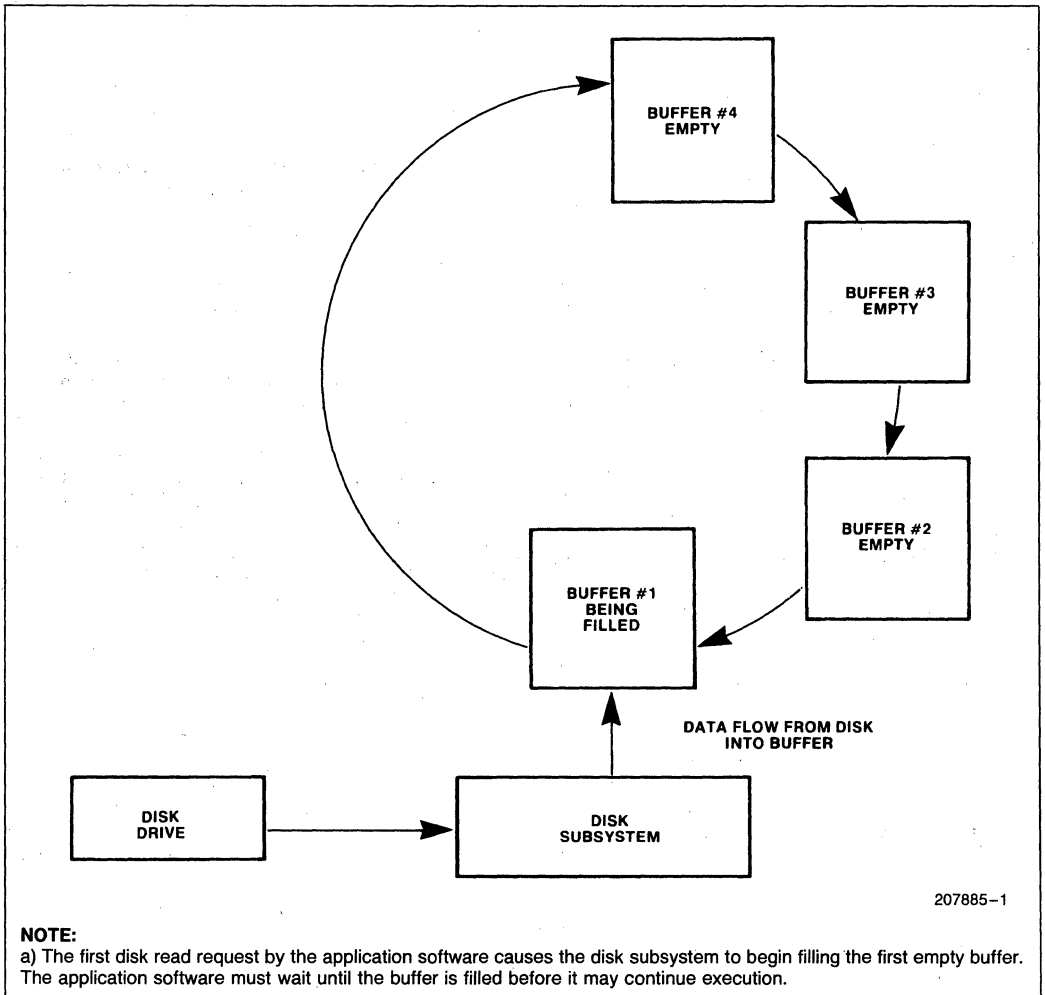 BUFFER #4
EMPTY
BUFFER #3
EMPTY
BUFFER #2
EMPTY
BUFFER #1
BEING
FILLED
DATA FLOW FROM DISK
INTO BUFFER
DISK
DRIVE
DISK
SUBSYSTEM
207885–1
NOTE:
a) The first disk read request by the application software causes the disk subsystem to begin filling the first empty buffer.
The application software must wait until the buffer is filled before it may continue execution.